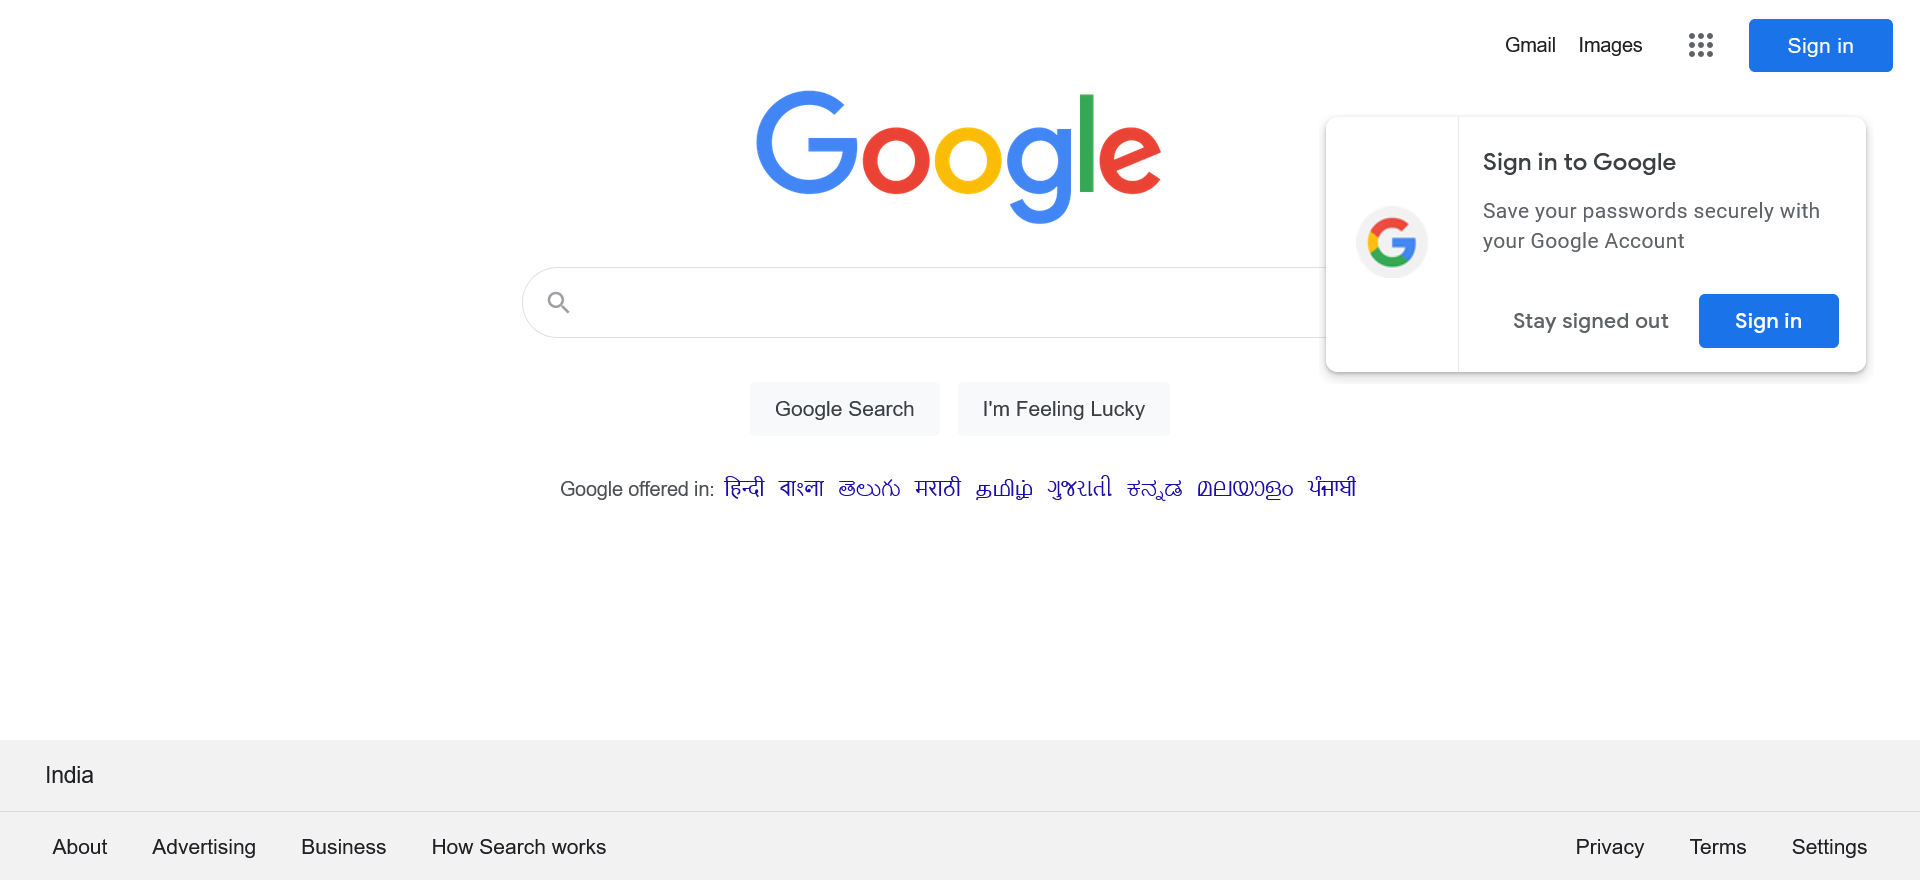 Gmail Images Sign in
Google
Sign in to Google
Save your passwords securely with
your Google Account
Stay signed out Sign in
Google Search I'm Feeling Lucky
Google offered in: हिन्दी বাংলা తెలుగు मराठी தமிழ் ગુજરાતી ಕನ್ನಡ മലയാളം ਪੰਜਾਬੀ
India
About Advertising Business How Search works Privacy Terms Settings